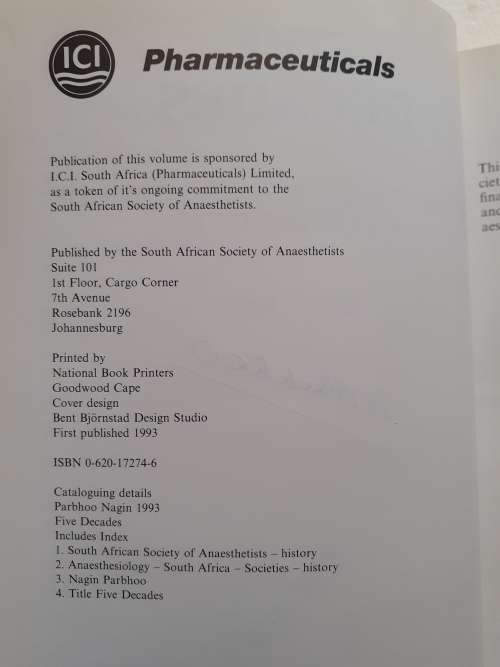 ICI
Pharmaceuticals
Publication of this volume is sponsored by
I.C.I. South Africa (Pharmaceuticals) Limited,
as a token of it's ongoing commitment to the
South African Society of Anaesthetists.
Published by the South African Society of Anaesthetists
Suite 101
1st Floor, Cargo Corner
7th Avenue
Rosebank 2196
Johannesburg
Printed by
National Book Printers
Goodwood Cape
Cover design
Bent Björnstad Design Studio
First published 1993
ISBN 0-620-17274-6
Cataloguing details
Parbhoo Nagin 1993
Five Decades
Includes Index
1. South African Society of Anaesthetists – history
2. Anaesthesiology – South Africa – Societies – history
3. Nagin Parbhoo
4. Title Five Decades
Thi
ciet
fina
and
aes